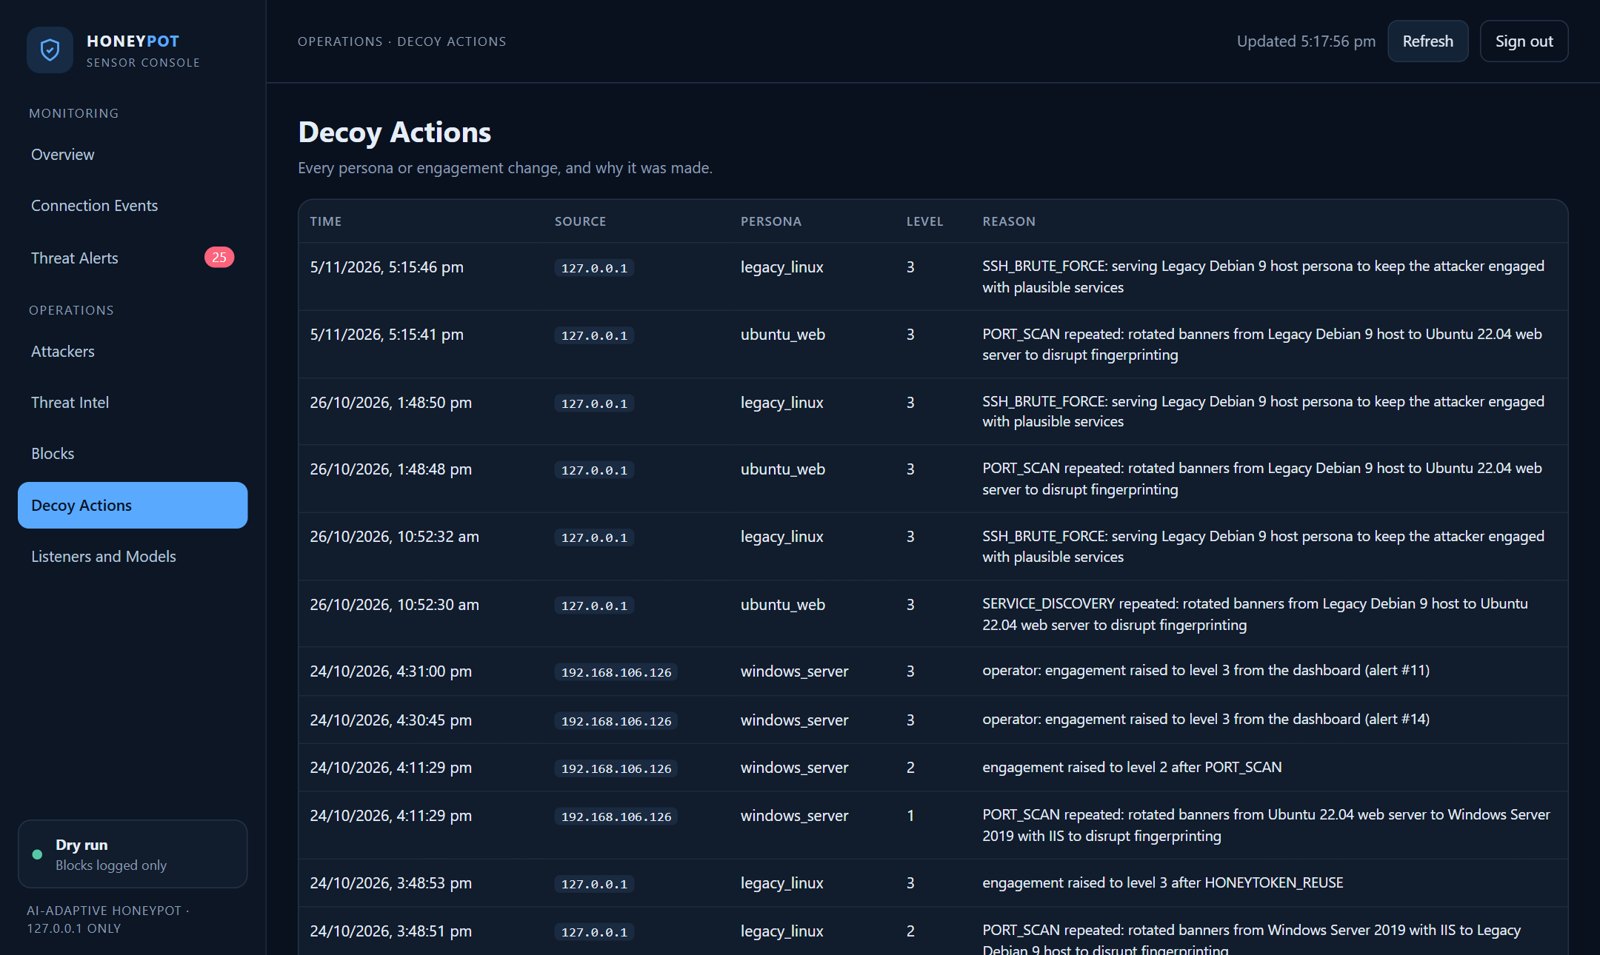 HONEYPOT
SENSOR CONSOLE
MONITORING
Overview
Connection Events
Threat Alerts 25
OPERATIONS
Attackers
Threat Intel
Blocks
Decoy Actions
Listeners and Models
Dry run
Blocks logged only
AI-ADAPTIVE HONEYPOT ·
127.0.0.1 ONLY
OPERATIONS · DECOY ACTIONS
Updated 5:17:56 pm Refresh Sign out
Decoy Actions
Every persona or engagement change, and why it was made.
TIME SOURCE PERSONA LEVEL REASON
5/11/2026, 5:15:46 pm 127.0.0.1 legacy_linux 3 SSH_BRUTE_FORCE: serving Legacy Debian 9 host persona to keep the attacker engaged
with plausible services
5/11/2026, 5:15:41 pm 127.0.0.1 ubuntu_web 3 PORT_SCAN repeated: rotated banners from Legacy Debian 9 host to Ubuntu 22.04 web
server to disrupt fingerprinting
26/10/2026, 1:48:50 pm 127.0.0.1 legacy_linux 3 SSH_BRUTE_FORCE: serving Legacy Debian 9 host persona to keep the attacker engaged
with plausible services
26/10/2026, 1:48:48 pm 127.0.0.1 ubuntu_web 3 PORT_SCAN repeated: rotated banners from Legacy Debian 9 host to Ubuntu 22.04 web
server to disrupt fingerprinting
26/10/2026, 10:52:32 am 127.0.0.1 legacy_linux 3 SSH_BRUTE_FORCE: serving Legacy Debian 9 host persona to keep the attacker engaged
with plausible services
26/10/2026, 10:52:30 am 127.0.0.1 ubuntu_web 3 SERVICE_DISCOVERY repeated: rotated banners from Legacy Debian 9 host to Ubuntu
22.04 web server to disrupt fingerprinting
24/10/2026, 4:31:00 pm 192.168.106.126 windows_server 3 operator: engagement raised to level 3 from the dashboard (alert #11)
24/10/2026, 4:30:45 pm 192.168.106.126 windows_server 3 operator: engagement raised to level 3 from the dashboard (alert #14)
24/10/2026, 4:11:29 pm 192.168.106.126 windows_server 2 engagement raised to level 2 after PORT_SCAN
24/10/2026, 4:11:29 pm 192.168.106.126 windows_server 1 PORT_SCAN repeated: rotated banners from Ubuntu 22.04 web server to Windows Server
2019 with IIS to disrupt fingerprinting
24/10/2026, 3:48:53 pm 127.0.0.1 legacy_linux 3 engagement raised to level 3 after HONEYTOKEN_REUSE
24/10/2026, 3:48:51 pm 127.0.0.1 legacy_linux 2 PORT_SCAN repeated: rotated banners from Windows Server 2019 with IIS to Legacy
Debian 9 host to disrupt fingerprinting